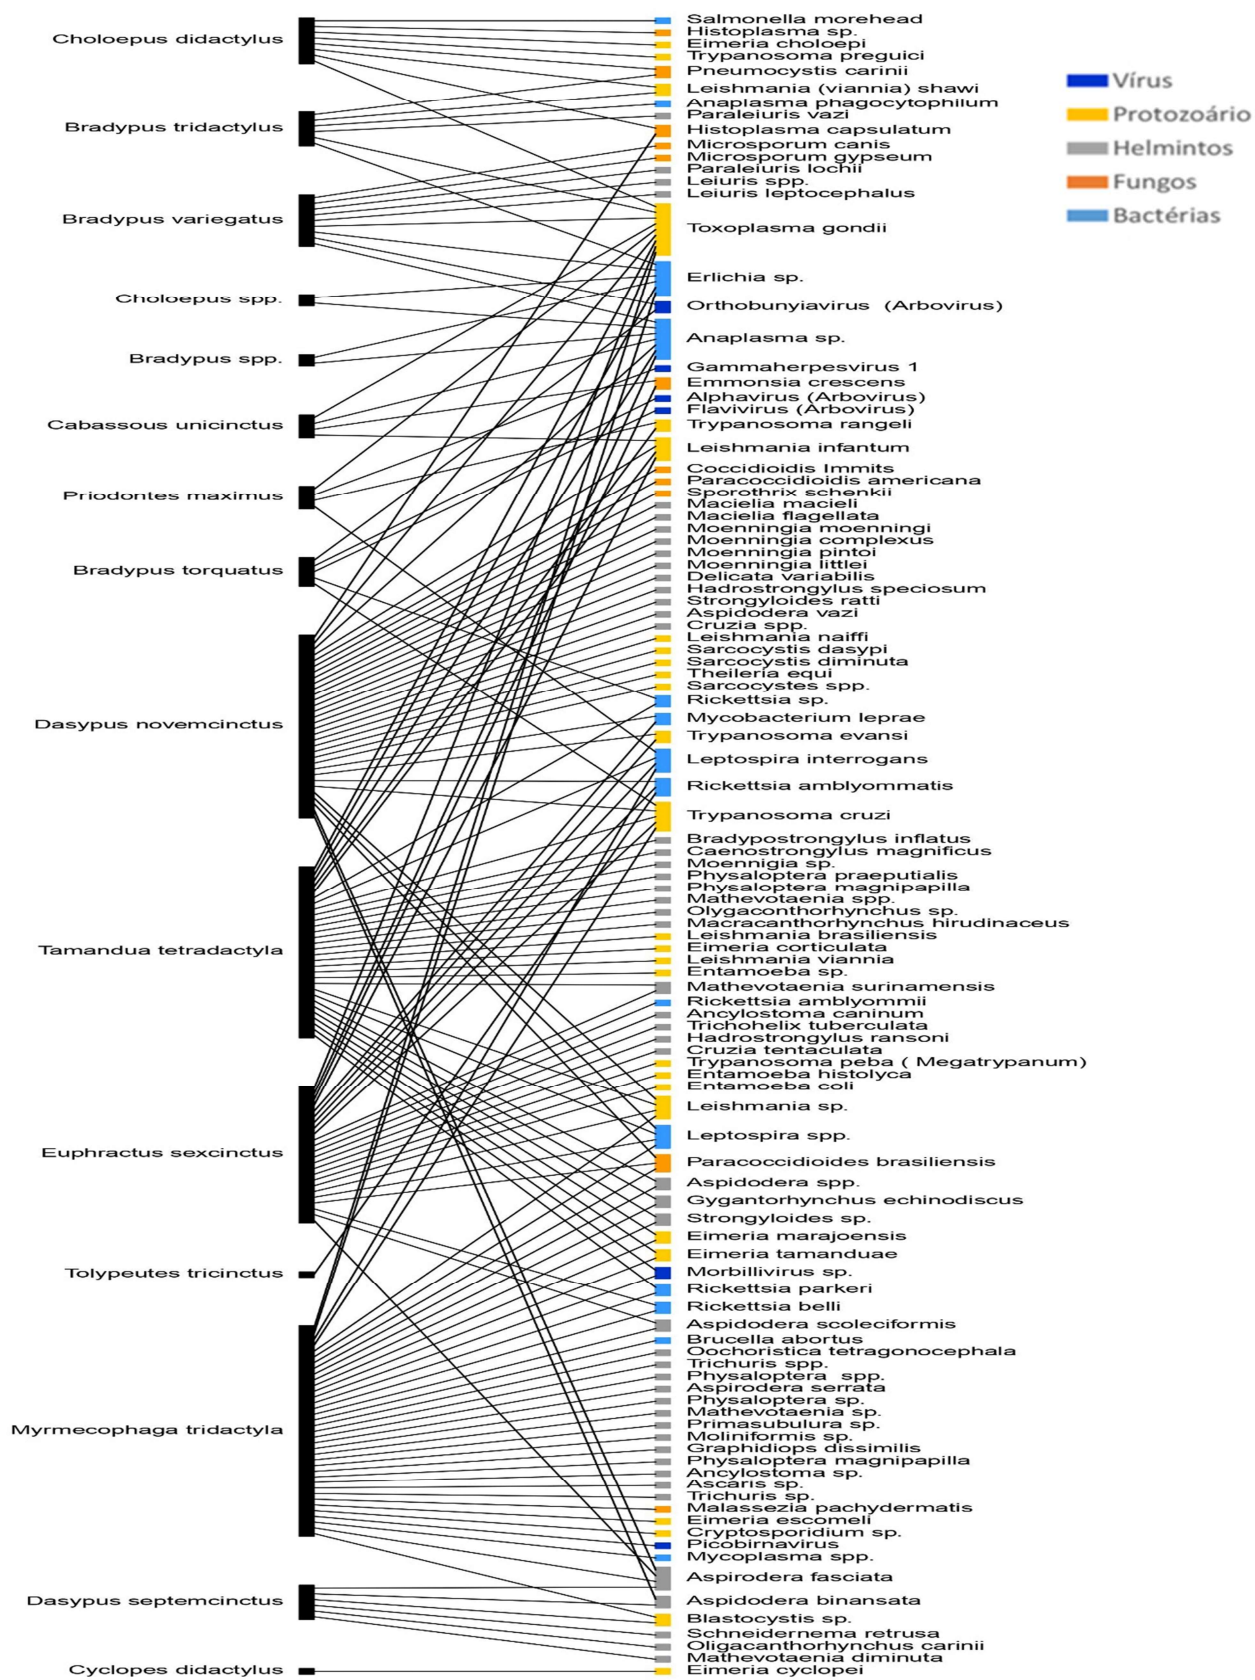 Choloepus didactylus
Bradypus tridactylus
Bradypus variegatus
Choloepus spp.
Bradypus spp.
Cabassous unicinctus
Priodontes maximus
Bradypus torquatus
Dasypus novemcinctus
Tamandua tetradactyla
Euphractus sexcinctus
Tolypeutes tricinctus
Myrmecophaga tridactyla
Dasypus septemcinctus
Cyclopes didactylus
Salmonella morehead
Histoplasma sp.
Eimeria choloepi
Trypanosoma preguici
Pneumocystis carinii
Leishmania (viannia) shawi
Anaplasma phagocytophilum
Paraleiuris vazi
Histoplasma capsulatum
Microsporum canis
Microsporum gypseum
Paraleiuris lochii
Leiuris spp.
Leiuris leptocephalus
Toxoplasma gondii
Erlichia sp.
Orthobunyiavirus (Arbovirus)
Anaplasma sp.
Gammaherpesvirus 1
Emmonsia crescens
Alphavirus (Arbovirus)
Flavivirus (Arbovirus)
Trypanosoma rangeli
Leishmania infantum
Coccidioidis Immits
Paracoccidioidis americana
Sporothrix schenkii
Macielia macieli
Macielia flagellata
Moenningia moenningi
Moenningia complexus
Moenningia pintoi
Moenningia littlei
Delicata variabilis
Hadrostrongylus speciosum
Strongyloides ratti
Aspidodera vazi
Cruzia spp.
Leishmania naiffi
Sarcocystis dasypi
Sarcocystis diminuta
Theileria equi
Sarcocystes spp.
Rickettsia sp.
Mycobacterium leprae
Trypanosoma evansi
Leptospira interrogans
Rickettsia amblyommatis
Trypanosoma cruzi
Bradypostrongylus inflatus
Caenostrongylus magnificus
Moennigia sp.
Physaloptera praeputialis
Physaloptera magnipapilla
Mathevotaenia spp.
Olygaconthorhynchus sp.
Macracanthorhynchus hirudinaceus
Leishmania brasiliensis
Eimeria corticulata
Leishmania viannia
Entamoeba sp.
Mathevotaenia surinamensis
Rickettsia amblyommii
Ancylostoma caninum
Trichohelix tuberculata
Hadrostrongylus ransoni
Cruzia tentaculata
Trypanosoma peba ( Megatrypanum)
Entamoeba histolyca
Entamoeba coli
Leishmania sp.
Leptospira spp.
Paracoccidioides brasiliensis
Aspidodera spp.
Gygantorhynchus echinodiscus
Strongyloides sp.
Eimeria marajoensis
Eimeria tamanduae
Morbillivirus sp.
Rickettsia parkeri
Rickettsia belli
Aspidodera scoleciformis
Brucella abortus
Oochoristica tetragonocephala
Trichuris spp.
Physaloptera spp.
Aspirodera serrata
Physaloptera sp.
Mathevotaenia sp.
Primasubulura sp.
Moliniformis sp.
Graphidiops dissimilis
Physaloptera magnipapilla
Ancylostoma sp.
Ascaris sp.
Trichuris sp.
Malassezia pachydermatis
Eimeria escomeli
Cryptosporidium sp.
Picobirnavirus
Mycoplasma spp.
Aspirodera fasciata
Aspidodera binansata
Blastocystis sp.
Schneidernema retrusa
Oligacanthorhynchus carinii
Mathevotaenia diminuta
Eimeria cyclopei
Vírus
Protozoário
Helmintos
Fungos
Bactérias